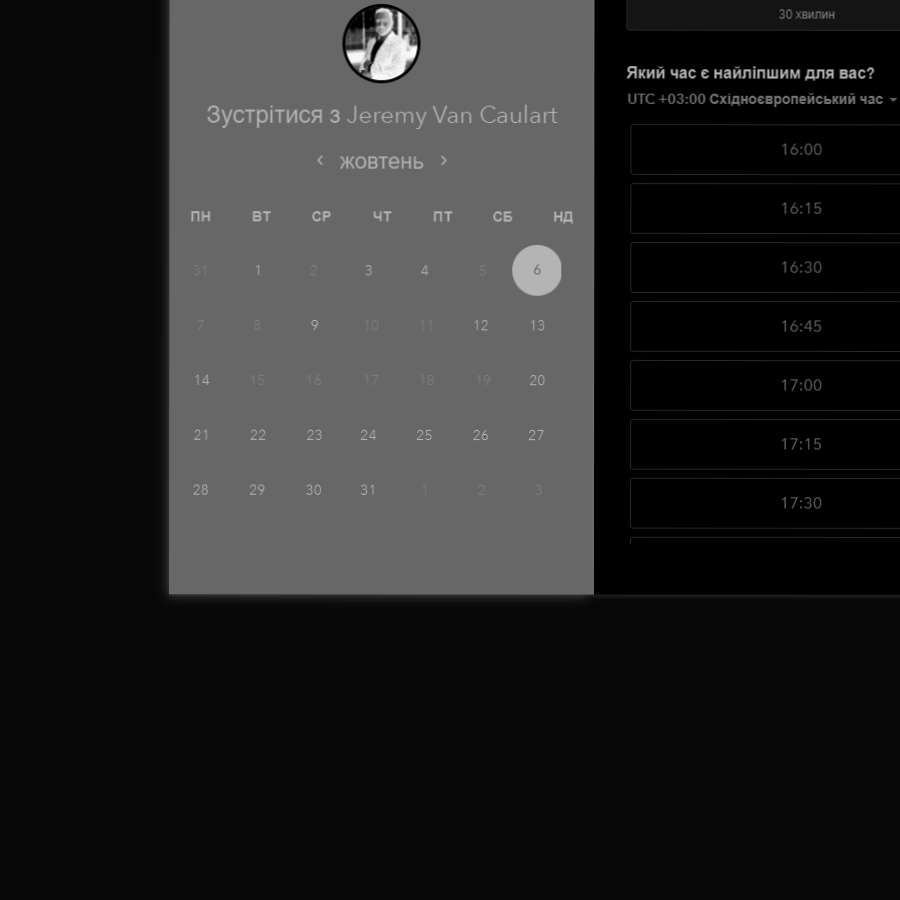 Зустрітися з Jeremy Van Caulart
жовтень
ПН ВТ СР ЧТ ПТ СБ НД
31 1 2 3 4 5 6
7 8 9 10 11 12 13
14 15 16 17 18 19 20
21 22 23 24 25 26 27
28 29 30 31 1 2 3
30 хвилин
Який час є найліпшим для вас?
UTC +03:00 Східноєвропейський час
16:00
16:15
16:30
16:45
17:00
17:15
17:30